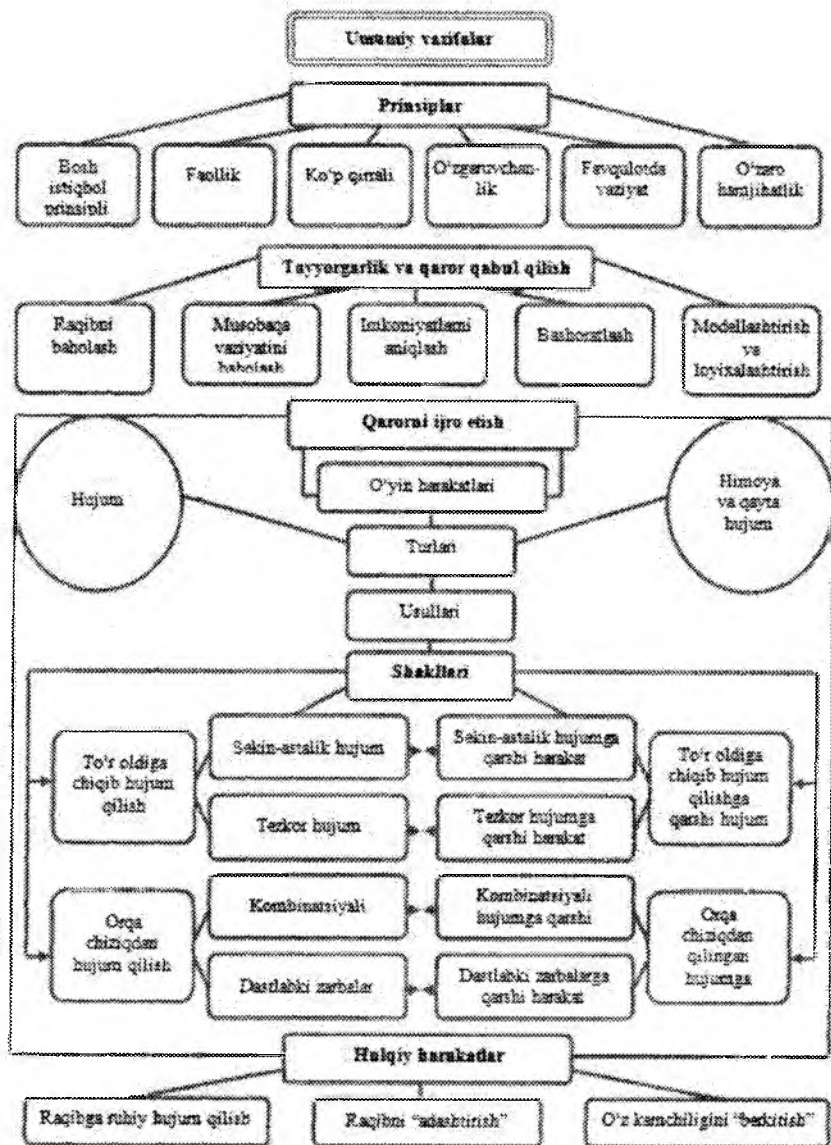 Umumiy vazifalar
Prinsiplar
Bosh
istiqbol
prinsipli
Faollik
Ko‘p qirrali
O‘zgaruvchan-
lik
Favqulotda
vaziyat
O‘zaro
hamjihatlik
Tayyorgarlik va qaror qabul qilish
Raqibni
baholash
Musobaqa
vaziyatini
baholash
Imkoniyatlarni
aniqlash
Bashoratlash
Modellashtirish
va
loyixalashtirish
Qarorni ijro etish
Hujum
O‘yin harakatlari
Himoya
va qayta
hujum
Turlari
Usullari
Shakllari
To‘r oldiga
chiqib hujum
qilish
Sekin-astalik hujum
Sekin-astalik hujumga
qarshi harakat
To‘r oldiga
chiqib hujum
qilishga
qarshi hujum
Tezkor hujum
Tezkor hujumga
qarshi harakat
Orqa
chiziqdan
hujum qilish
Kombinatsiyali
Kombinatsiyali
hujumga qarshi
Orqa
chiziqdan
qilingan
hujumga
Dastlabki zarbalar
Dastlabki zarbalarga
qarshi harakat
Hulqiy harakatlar
Raqibga ruhiy hujum qilish
Raqibni “adashtirish”
O‘z kamchiligini “berkitish”